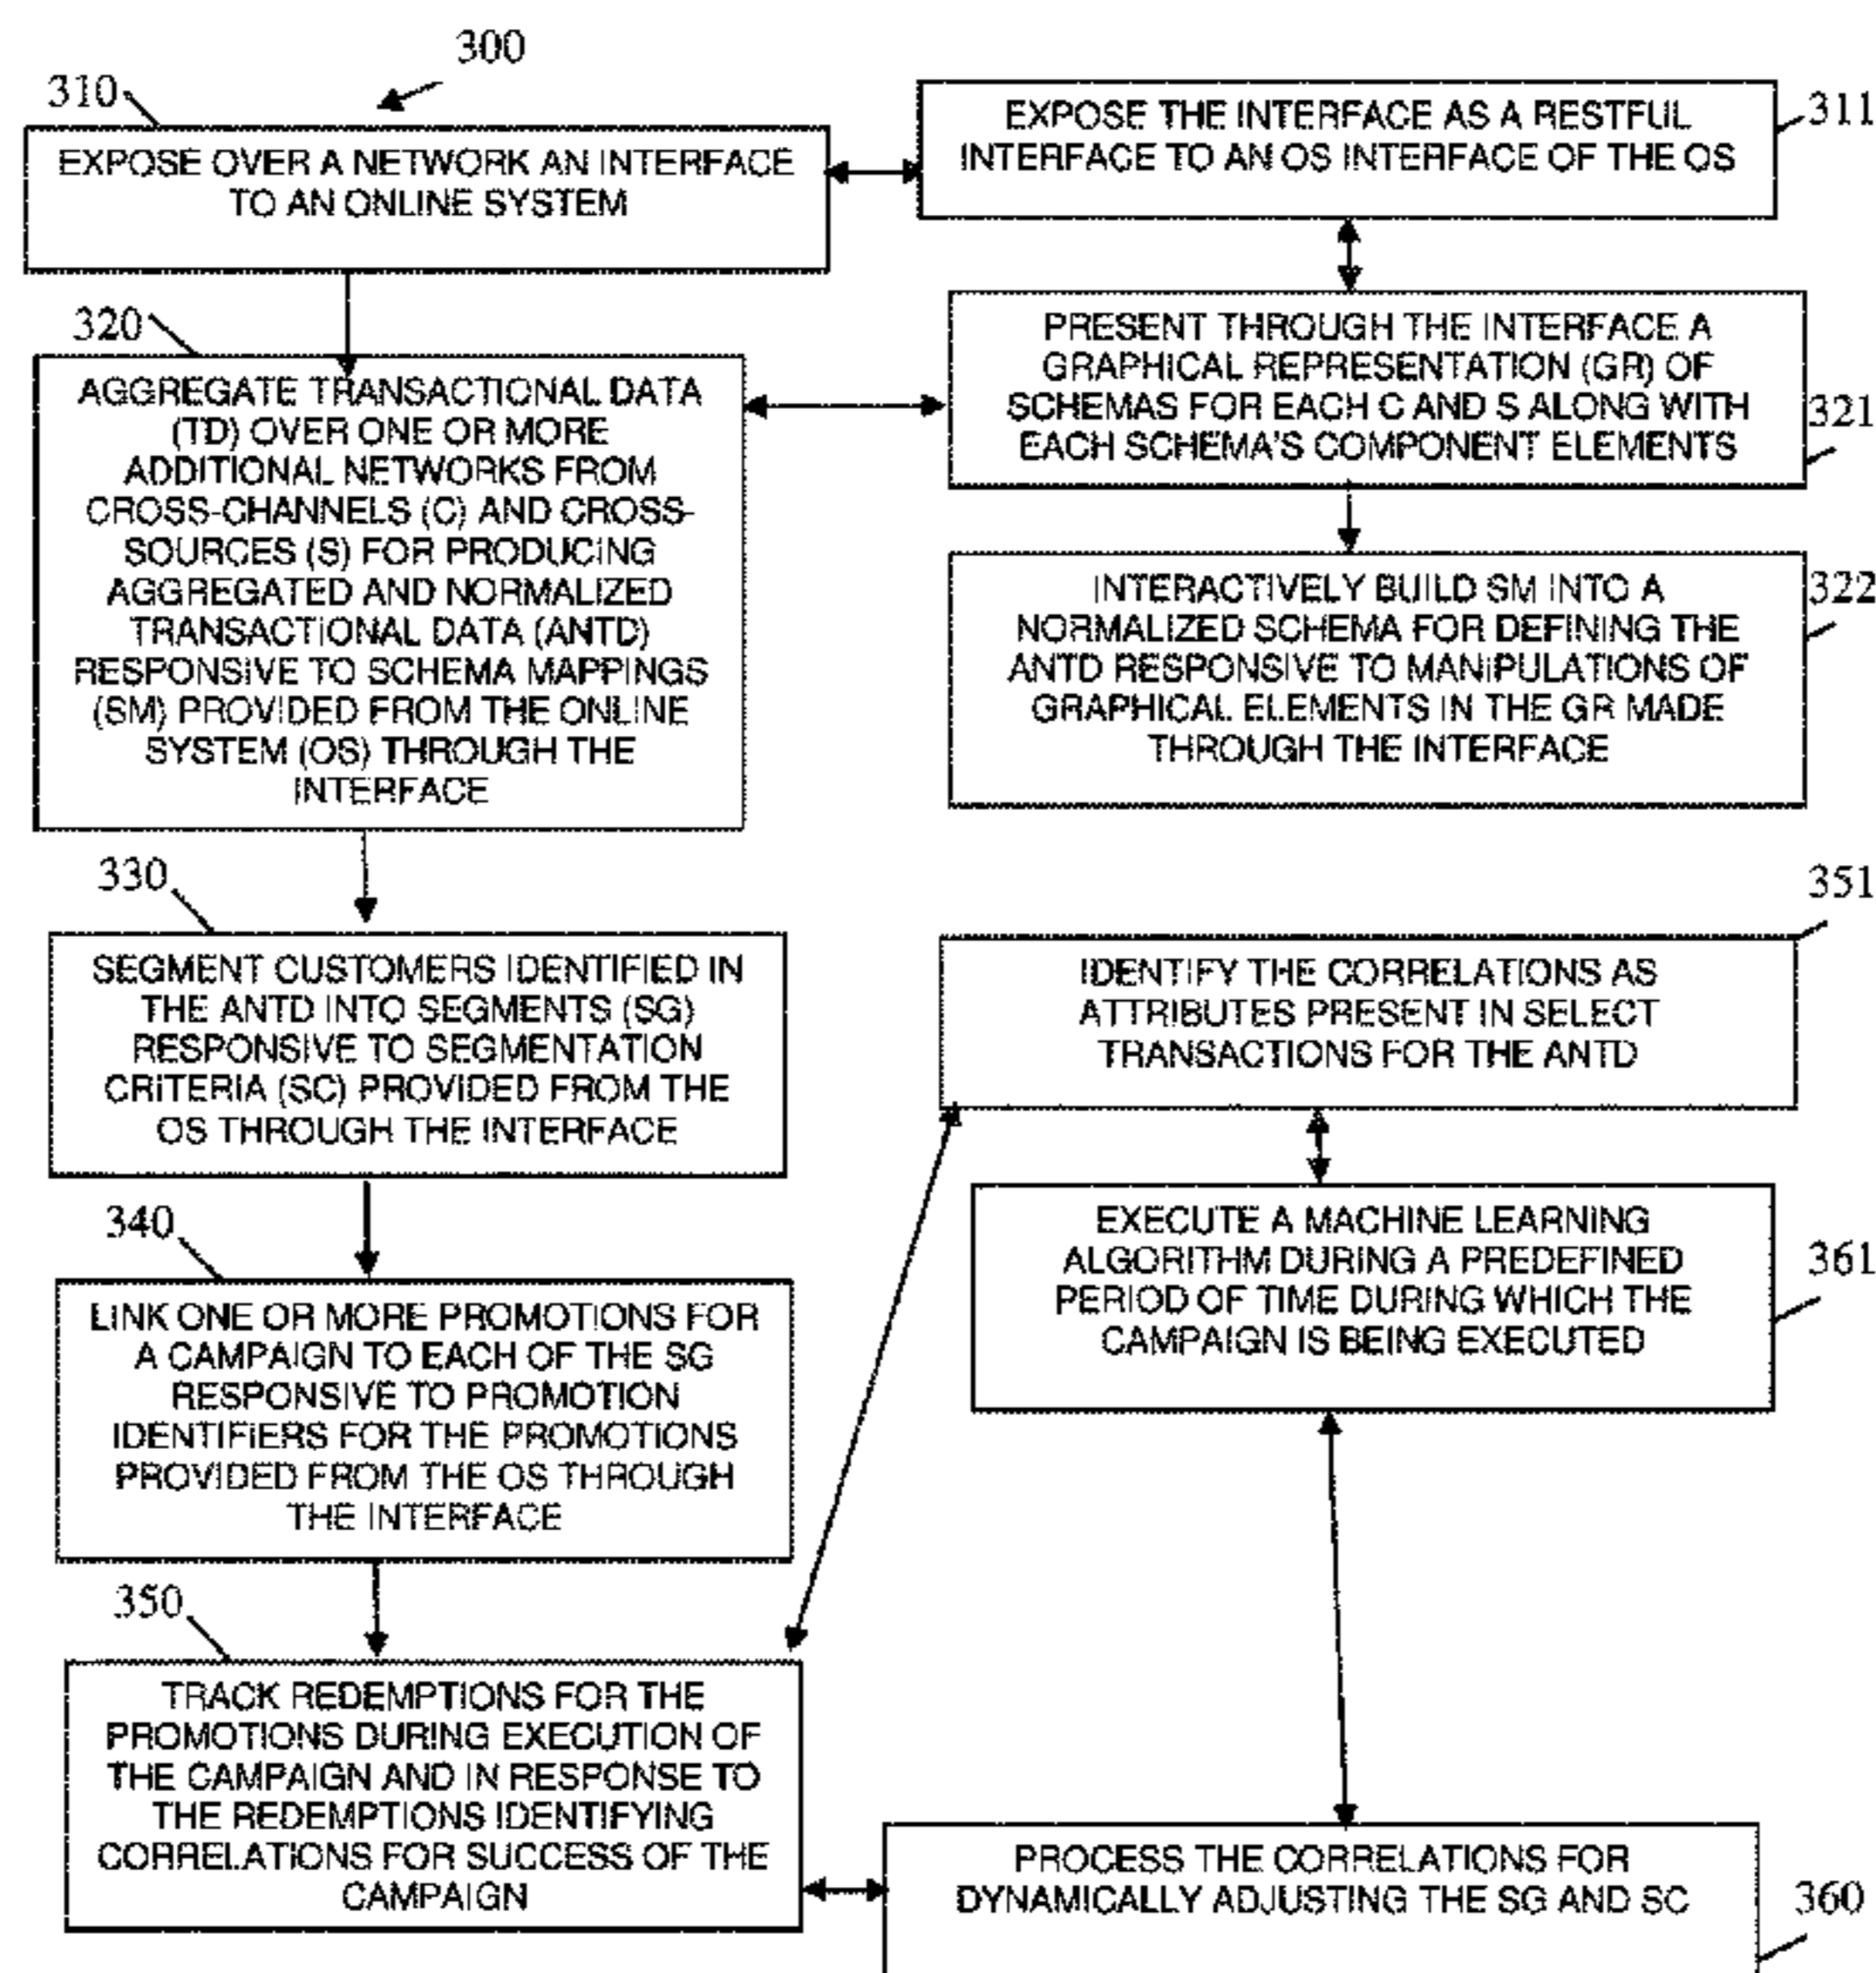 300
310
EXPOSE OVER A NETWORK AN INTERFACE
TO AN ONLINE SYSTEM
311
EXPOSE THE INTERFACE AS A RESTFUL
INTERFACE TO AN OS INTERFACE OF THE OS
320
AGGREGATE TRANSACTIONAL DATA
(TD) OVER ONE OR MORE
ADDITIONAL NETWORKS FROM
CROSS-CHANNELS (C) AND CROSS-
SOURCES (S) FOR PRODUCING
AGGREGATED AND NORMALIZED
TRANSACTIONAL DATA (ANTD)
RESPONSIVE TO SCHEMA MAPPINGS
(SM) PROVIDED FROM THE ONLINE
SYSTEM (OS) THROUGH THE
INTERFACE
PRESENT THROUGH THE INTERFACE A
GRAPHICAL REPRESENTATION (GR) OF
SCHEMAS FOR EACH C AND S ALONG WITH
EACH SCHEMA'S COMPONENT ELEMENTS
321
INTERACTIVELY BUILD SM INTO A
NORMALIZED SCHEMA FOR DEFINING THE
ANTD RESPONSIVE TO MANIPULATIONS OF
GRAPHICAL ELEMENTS IN THE GR MADE
THROUGH THE INTERFACE
322
330
SEGMENT CUSTOMERS IDENTIFIED IN
THE ANTD INTO SEGMENTS (SG)
RESPONSIVE TO SEGMENTATION
CRITERIA (SC) PROVIDED FROM THE
OS THROUGH THE INTERFACE
351
IDENTIFY THE CORRELATIONS AS
ATTRIBUTES PRESENT IN SELECT
TRANSACTIONS FOR THE ANTD
340
LINK ONE OR MORE PROMOTIONS FOR
A CAMPAIGN TO EACH OF THE SG
RESPONSIVE TO PROMOTION
IDENTIFIERS FOR THE PROMOTIONS
PROVIDED FROM THE OS THROUGH
THE INTERFACE
EXECUTE A MACHINE LEARNING
ALGORITHM DURING A PREDEFINED
PERIOD OF TIME DURING WHICH THE
CAMPAIGN IS BEING EXECUTED
361
350
TRACK REDEMPTIONS FOR THE
PROMOTIONS DURING EXECUTION OF
THE CAMPAIGN AND IN RESPONSE TO
THE REDEMPTIONS IDENTIFYING
CORRELATIONS FOR SUCCESS OF THE
CAMPAIGN
PROCESS THE CORRELATIONS FOR
DYNAMICALLY ADJUSTING THE SG AND SC
360